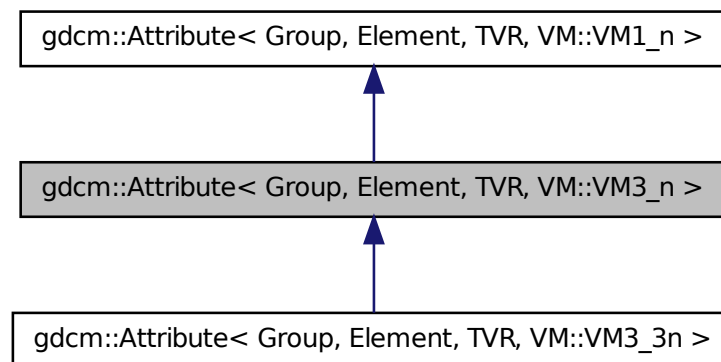 gdcm::Attribute< Group, Element, TVR, VM::VM1_n >
gdcm::Attribute< Group, Element, TVR, VM::VM3_n >
gdcm::Attribute< Group, Element, TVR, VM::VM3_3n >